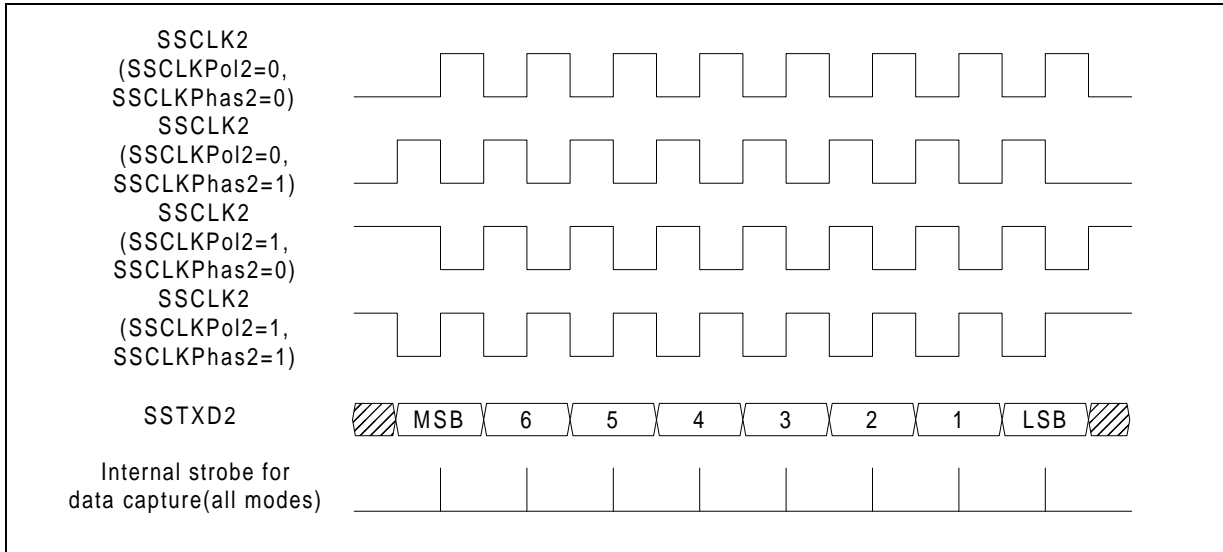 SSCLK2
(SSCLKPol2=0,
SSCLKPhas2=0)
SSCLK2
(SSCLKPol2=0,
SSCLKPhas2=1)
SSCLK2
(SSCLKPol2=1,
SSCLKPhas2=0)
SSCLK2
(SSCLKPol2=1,
SSCLKPhas2=1)
SSTXD2 MSB 6 5 4 3 2 1 LSB
Internal strobe for
data capture(all modes)